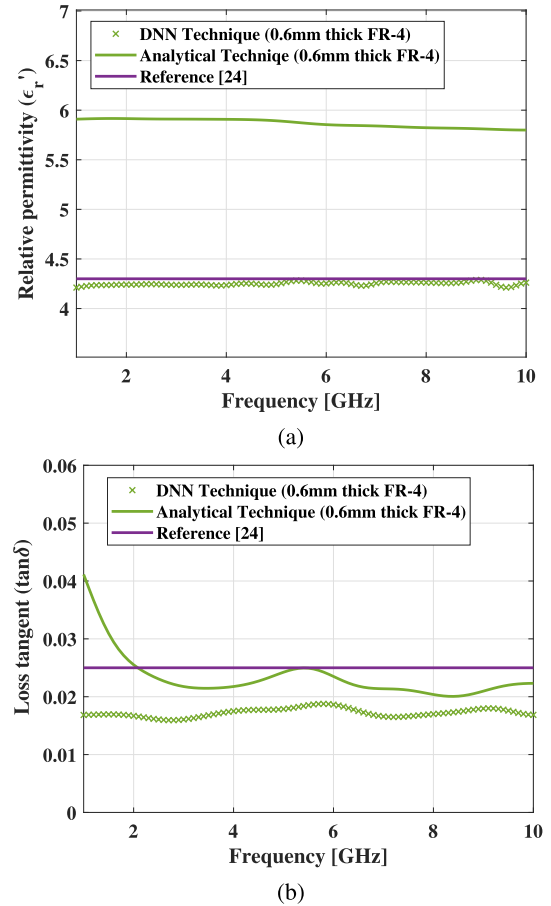 7
6.5
6
5.5
5
4.5
4
Relative permittivity (ϵr')
DNN Technique (0.6mm thick FR-4)
Analytical Techniqe (0.6mm thick FR-4)
Reference [24]
2 4 6 8 10
Frequency [GHz]
(a)
0.06
0.05
0.04
0.03
0.02
0.01
0
Loss tangent (tanδ)
DNN Technique (0.6mm thick FR-4)
Analytical Technique (0.6mm thick FR-4)
Reference [24]
2 4 6 8 10
Frequency [GHz]
(b)